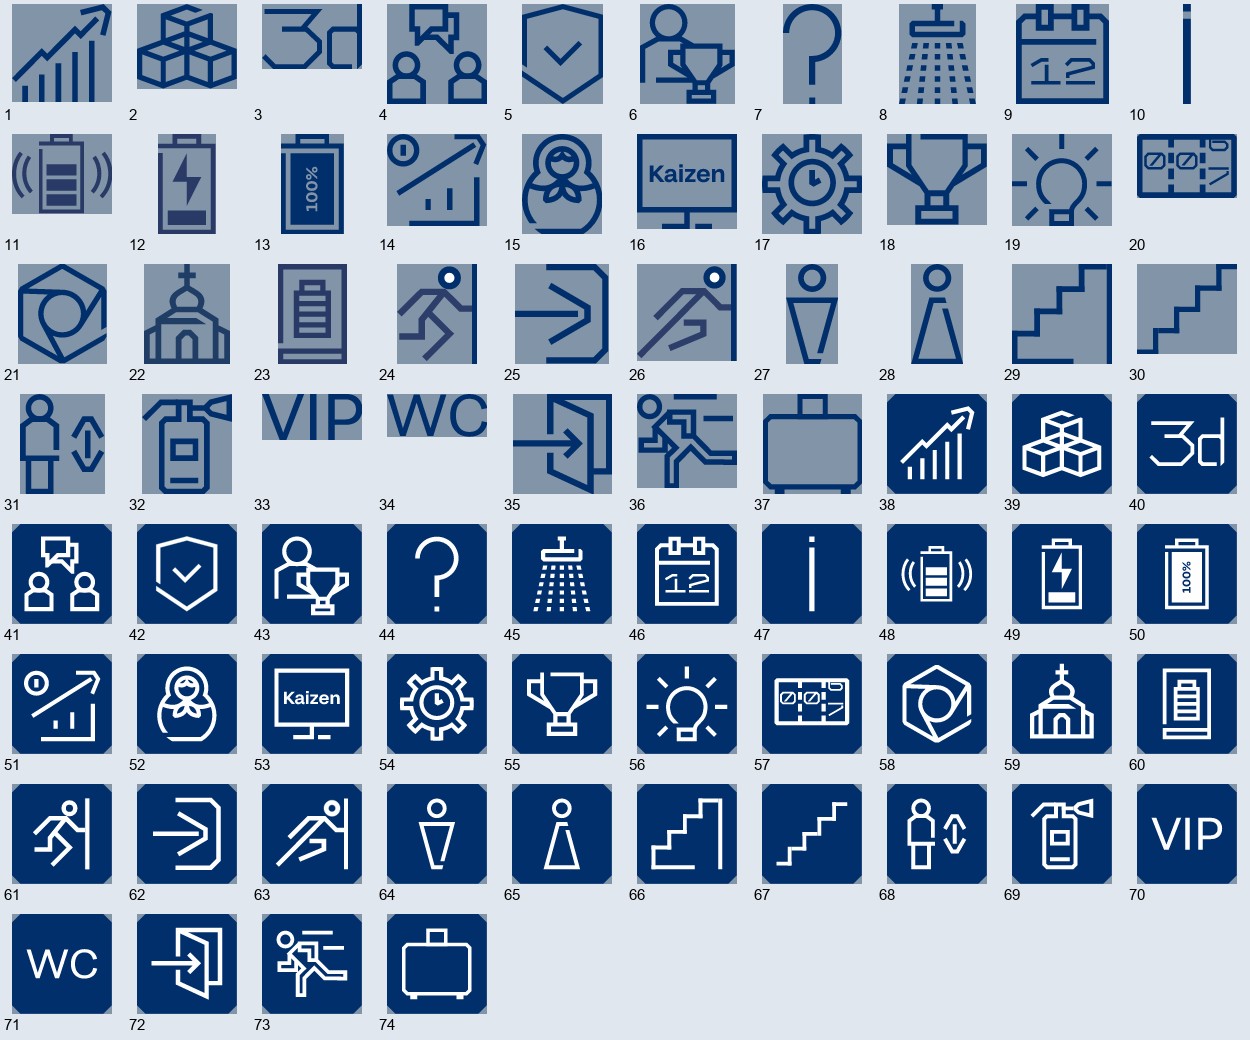 3d
?
12
i
1 2 3 4 5 6 7 8 9 10
100%
Kaizen
0 0
11 12 13 14 15 16 17 18 19 20
21 22 23 24 25 26 27 28 29 30
VIP WC
31 32 33 34 35 36 37 38 39 40
3d
? 12 i 100%
41 42 43 44 45 46 47 48 49 50
Kaizen
0 0
51 52 53 54 55 56 57 58 59 60
VIP
61 62 63 64 65 66 67 68 69 70
WC
71 72 73 74